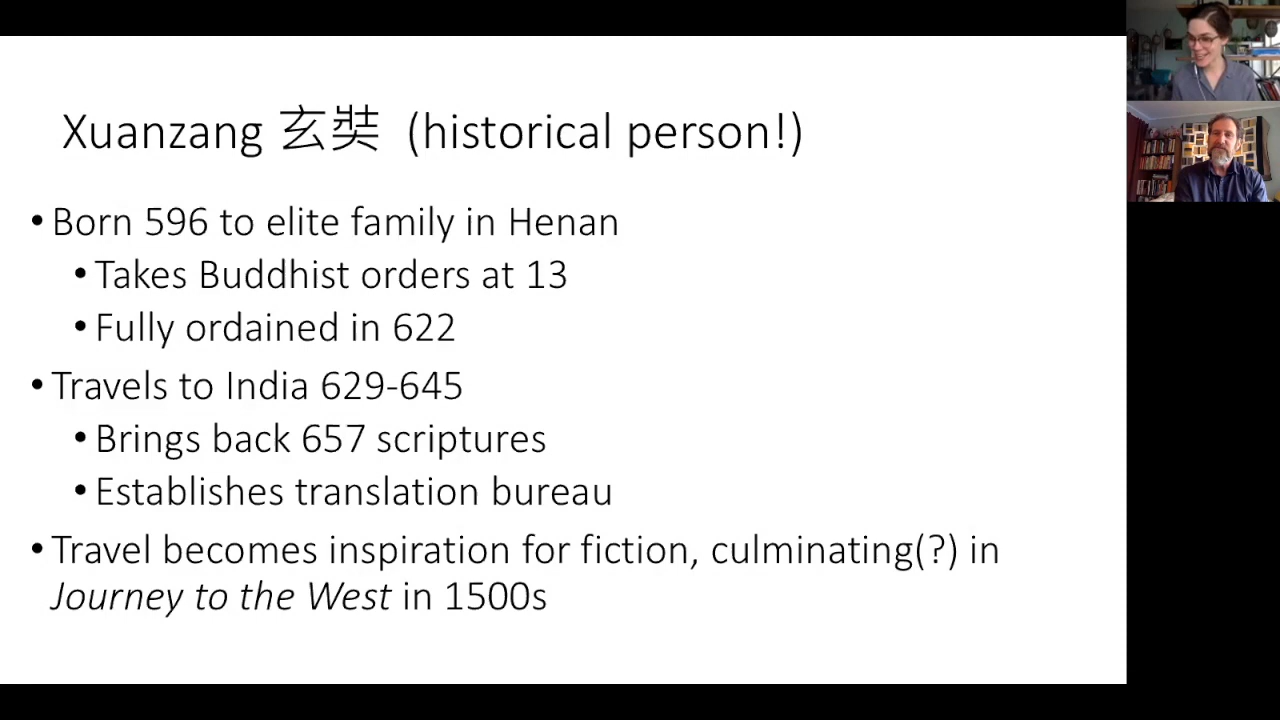 Xuanzang 玄奘 (historical person!)
• Born 596 to elite family in Henan
• Takes Buddhist orders at 13
• Fully ordained in 622
• Travels to India 629-645
• Brings back 657 scriptures
• Establishes translation bureau
• Travel becomes inspiration for fiction, culminating(?) in
Journey to the West in 1500s